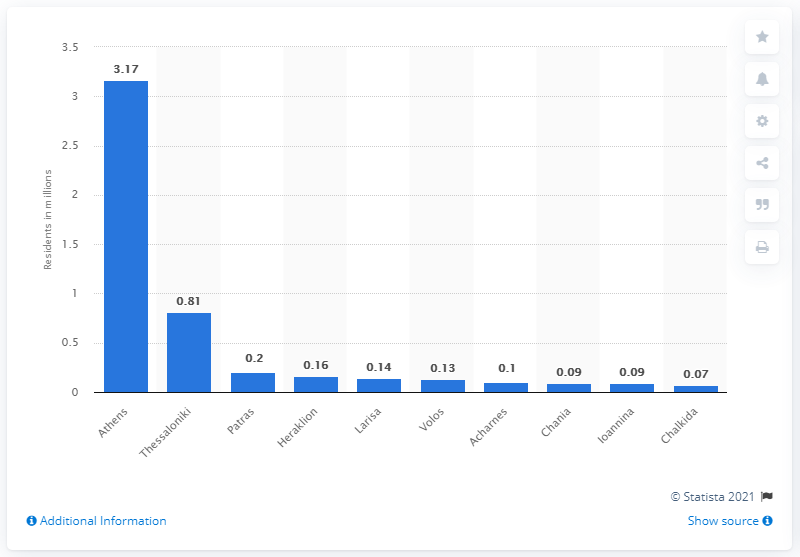 3.5
3
2.5
2
1.5
1
0.5
0
Residents in millions
3.17
0.81
0.2
0.16
0.14
0.13
0.1
0.09
0.09
0.07
Athens
Thessaloniki
Patras
Heraklion
Larisa
Volos
Acharnes
Chania
Ioannina
Chalkida
© Statista 2021
Additional Information
Show source